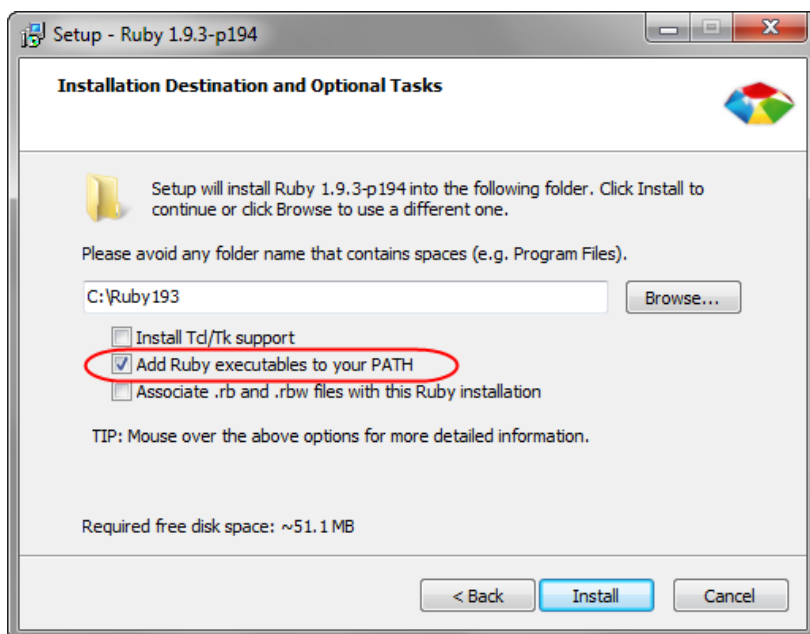 Setup - Ruby 1.9.3-p194
Installation Destination and Optional Tasks
Setup will install Ruby 1.9.3-p194 into the following folder. Click Install to
continue or click Browse to use a different one.
Please avoid any folder name that contains spaces (e.g. Program Files).
C:\Ruby193
Browse...
Install Tcl/Tk support
Add Ruby executables to your PATH
Associate .rb and .rbw files with this Ruby installation
TIP: Mouse over the above options for more detailed information.
Required free disk space: ~51.1 MB
< Back Install Cancel